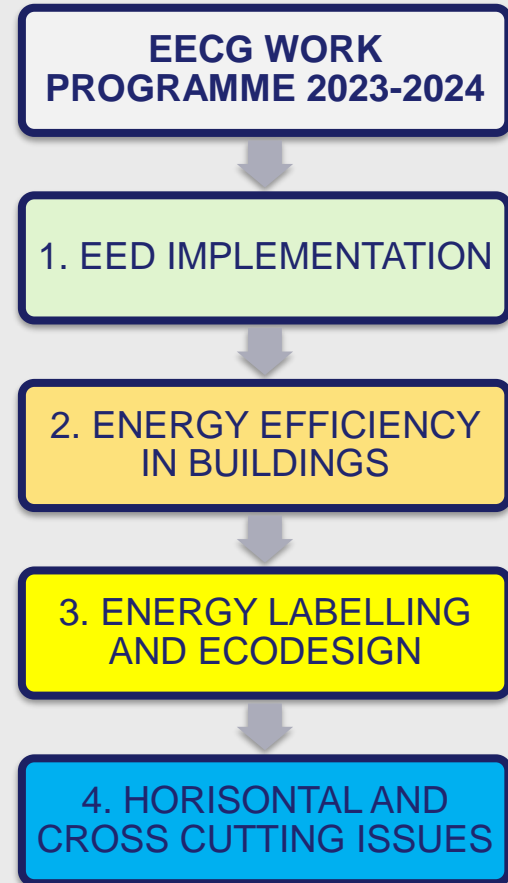 EECG WORK
PROGRAMME 2023-2024
1. EED IMPLEMENTATION
2. ENERGY EFFICIENCY
IN BUILDINGS
3. ENERGY LABELLING
AND ECODESIGN
4. HORISONTAL AND
CROSS CUTTING ISSUES